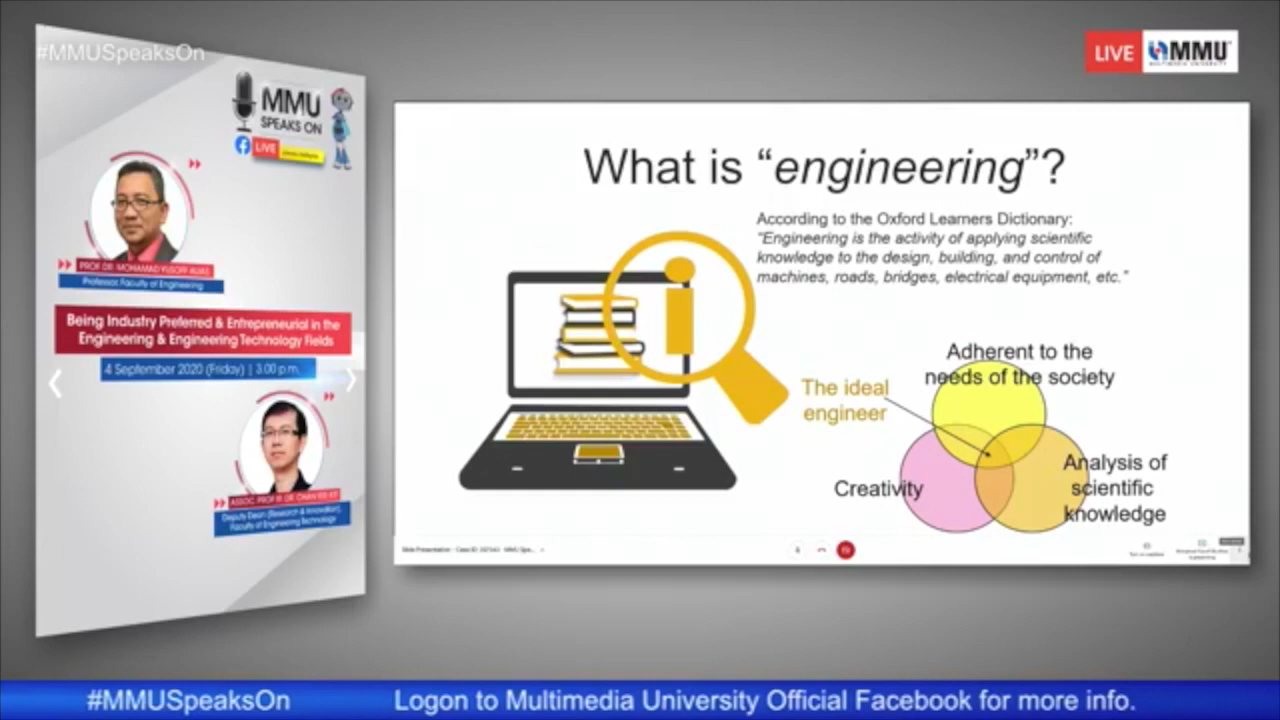 #MMUSpeaksOn
LIVE
MMU
MULTIMEDIA UNIVERSITY
MMU
SPEAKS ON
LIVE
PROF. DR. MOHAMAD YUSOFF ALIAS
Professor, Faculty of Engineering
Being Industry Preferred & Entrepreneurial in the
Engineering & Engineering Technology Fields
4 September 2020 (Friday) | 3.00 p.m.
Deputy Dean (Research & Innovation),
Faculty of Engineering Technology
What is “engineering”?
According to the Oxford Learners Dictionary:
“Engineering is the activity of applying scientific
knowledge to the design, building, and control of
machines, roads, bridges, electrical equipment, etc.”
Adherent to the
needs of the society
The ideal
engineer
Creativity
Analysis of
scientific
knowledge
#MMUSpeaksOn
Logon to Multimedia University Official Facebook for more info.